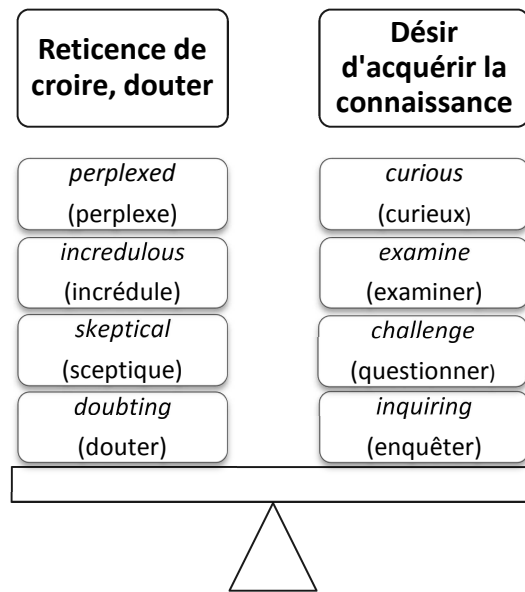 Reticence de
croire, douter
perplexed
(perplexe)
incredulous
(incrédule)
skeptical
(sceptique)
doubting
(douter)
Désir
d'acquérir la
connaissance
curious
(curieux)
examine
(examiner)
challenge
(questionner)
inquiring
(enquêter)